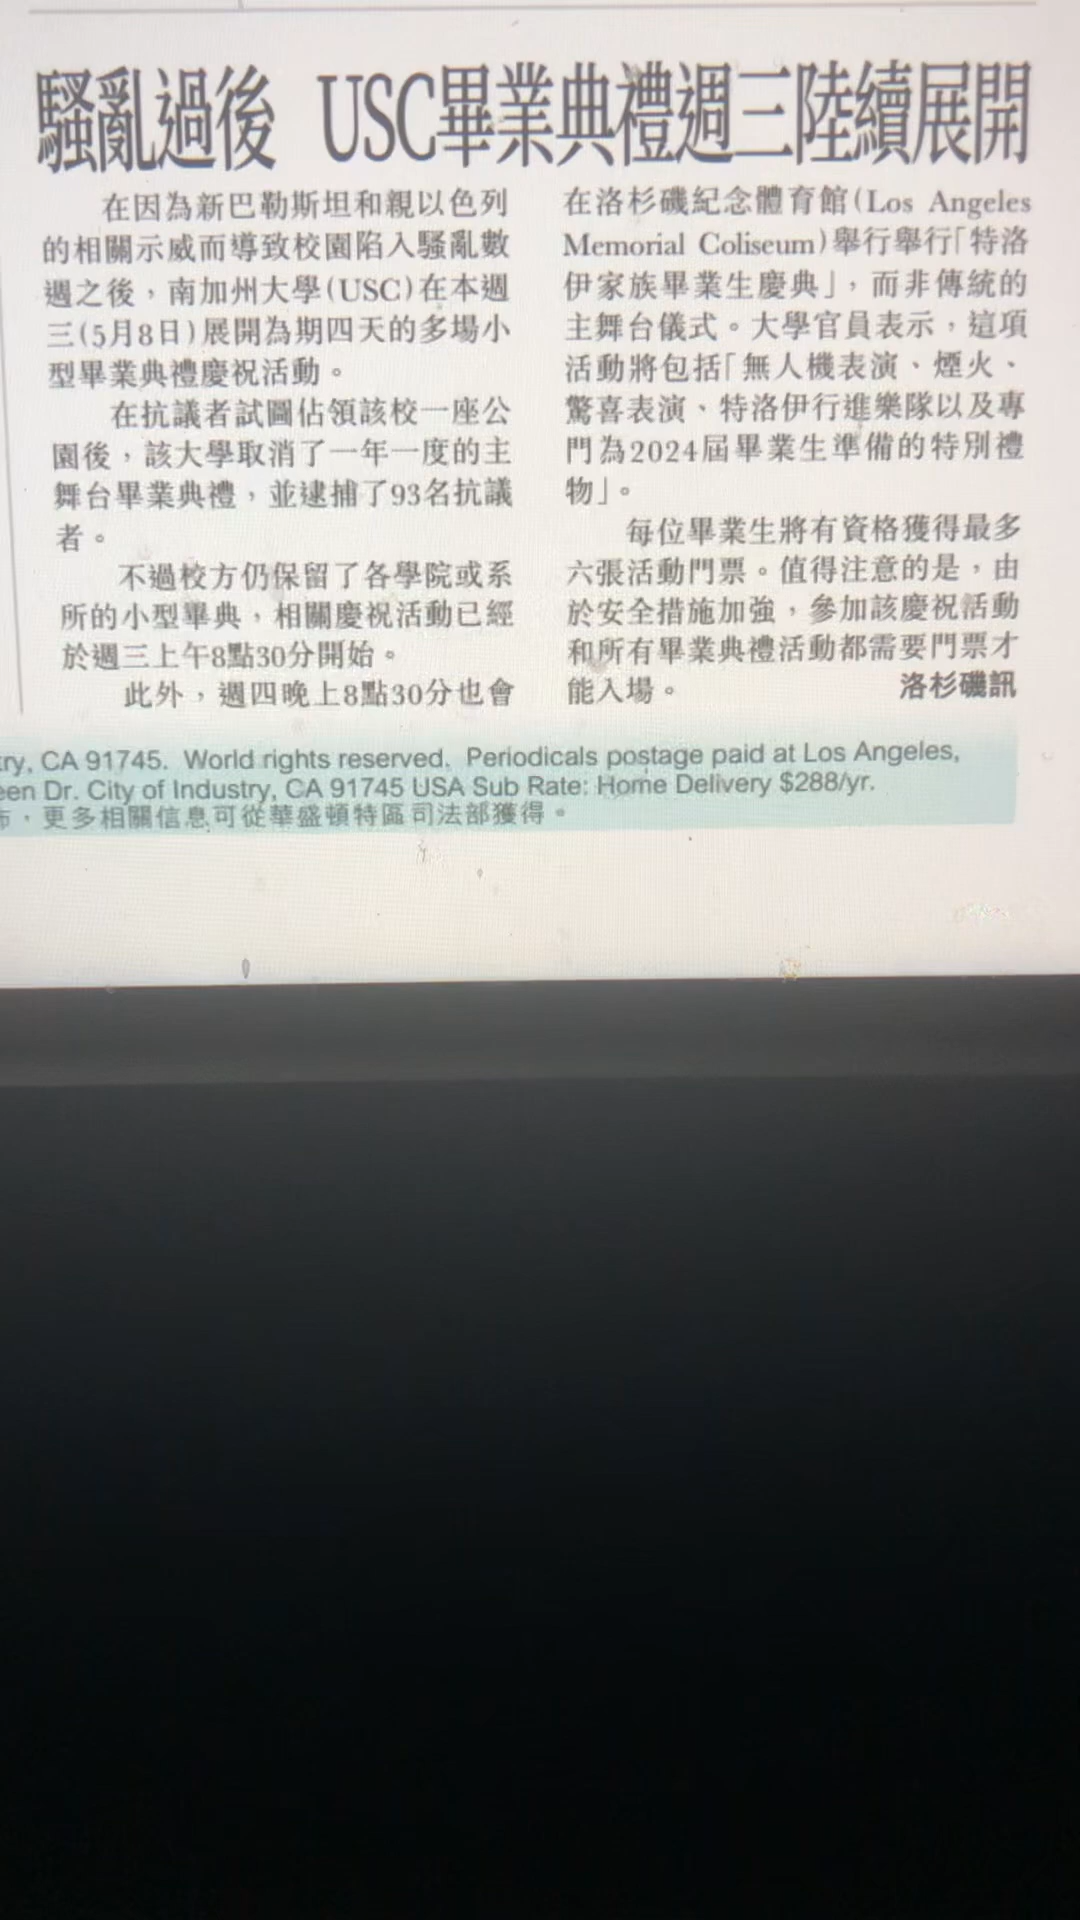 騷亂過後 USC畢業典禮週三陸續展開
在因為新巴勒斯坦和親以色列
的相關示威而導致校園陷入騷亂數
週之後，南加州大學(USC)在本週
三(5月8日)展開為期四天的多場小
型畢業典禮慶祝活動。
在抗議者試圖佔領該校一座公
園後，該大學取消了一年一度的主
舞台畢業典禮，並逮捕了93名抗議
者。
不過校方仍保留了各學院或系
所的小型畢典，相關慶祝活動已經
於週三上午8點30分開始。
此外，週四晚上8點30分也會
在洛杉磯紀念體育館(Los Angeles
Memorial Coliseum)舉行舉行「特洛
伊家族畢業生慶典」，而非傳統的
主舞台儀式。大學官員表示，這項
活動將包括「無人機表演、煙火、
驚喜表演、特洛伊行進樂隊以及專
門為2024屆畢業生準備的特別禮
物」。
每位畢業生將有資格獲得最多
六張活動門票。值得注意的是，由
於安全措施加強，參加該慶祝活動
和所有畢業典禮活動都需要門票才
能入場。 洛杉磯訊
CA 91745. World rights reserved. Periodicals postage paid at Los Angeles,
Dr. City of Industry, CA 91745 USA Sub Rate: Home Delivery $288/yr.
，更多相關信息可從華盛頓特區司法部獲得。